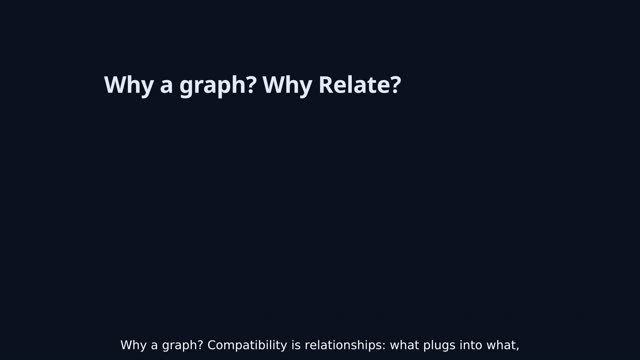 Why a graph? Why Relate?
Why a graph? Compatibility is relationships: what plugs into what,